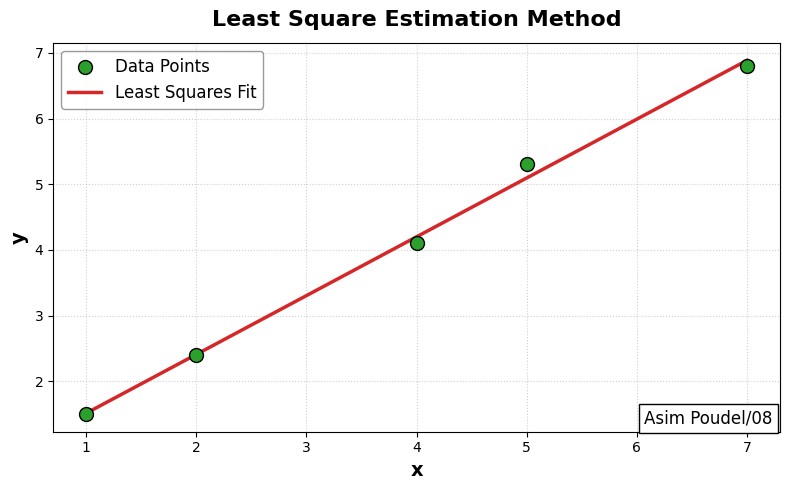 Least Square Estimation Method
Data Points
Least Squares Fit
y
7
6
5
4
3
2
Asim Poudel/08
1 2 3 4 5 6 7
x